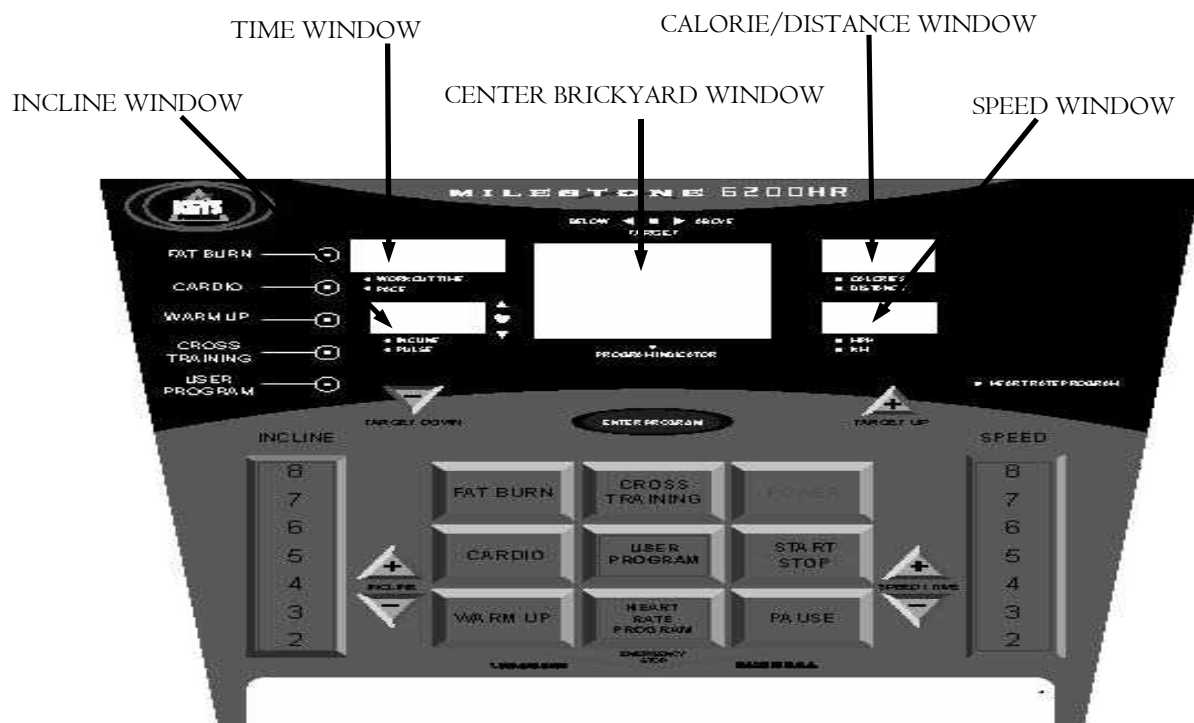 TIME WINDOW
CALORIE/DISTANCE WINDOW
INCLINE WINDOW
CENTER BRICKYARD WINDOW
SPEED WINDOW
MILESTONE 6200HR
KEYS
BELOW ABOVE
TARGET
FAT BURN
CARDIO
WARM UP
CROSS
TRAINING
USER
PROGRAM
WORKOUT TIME
PACE
INCLINE
PULSE
CALORIES
DISTANCE
PROGRAM INDICATOR
HEART RATE PROGRAM
TARGET DOWN
ENTER PROGRAM
TARGET UP
INCLINE
8
7
6
5
4
3
2
+
INCLINE
−
FAT BURN
CROSS
TRAINING
POWER
CARDIO
USER
PROGRAM
START
STOP
WARM UP
HEART
RATE
PROGRAM
PAUSE
EMERGENCY
STOP
+
−
SPEED
8
7
6
5
4
3
2